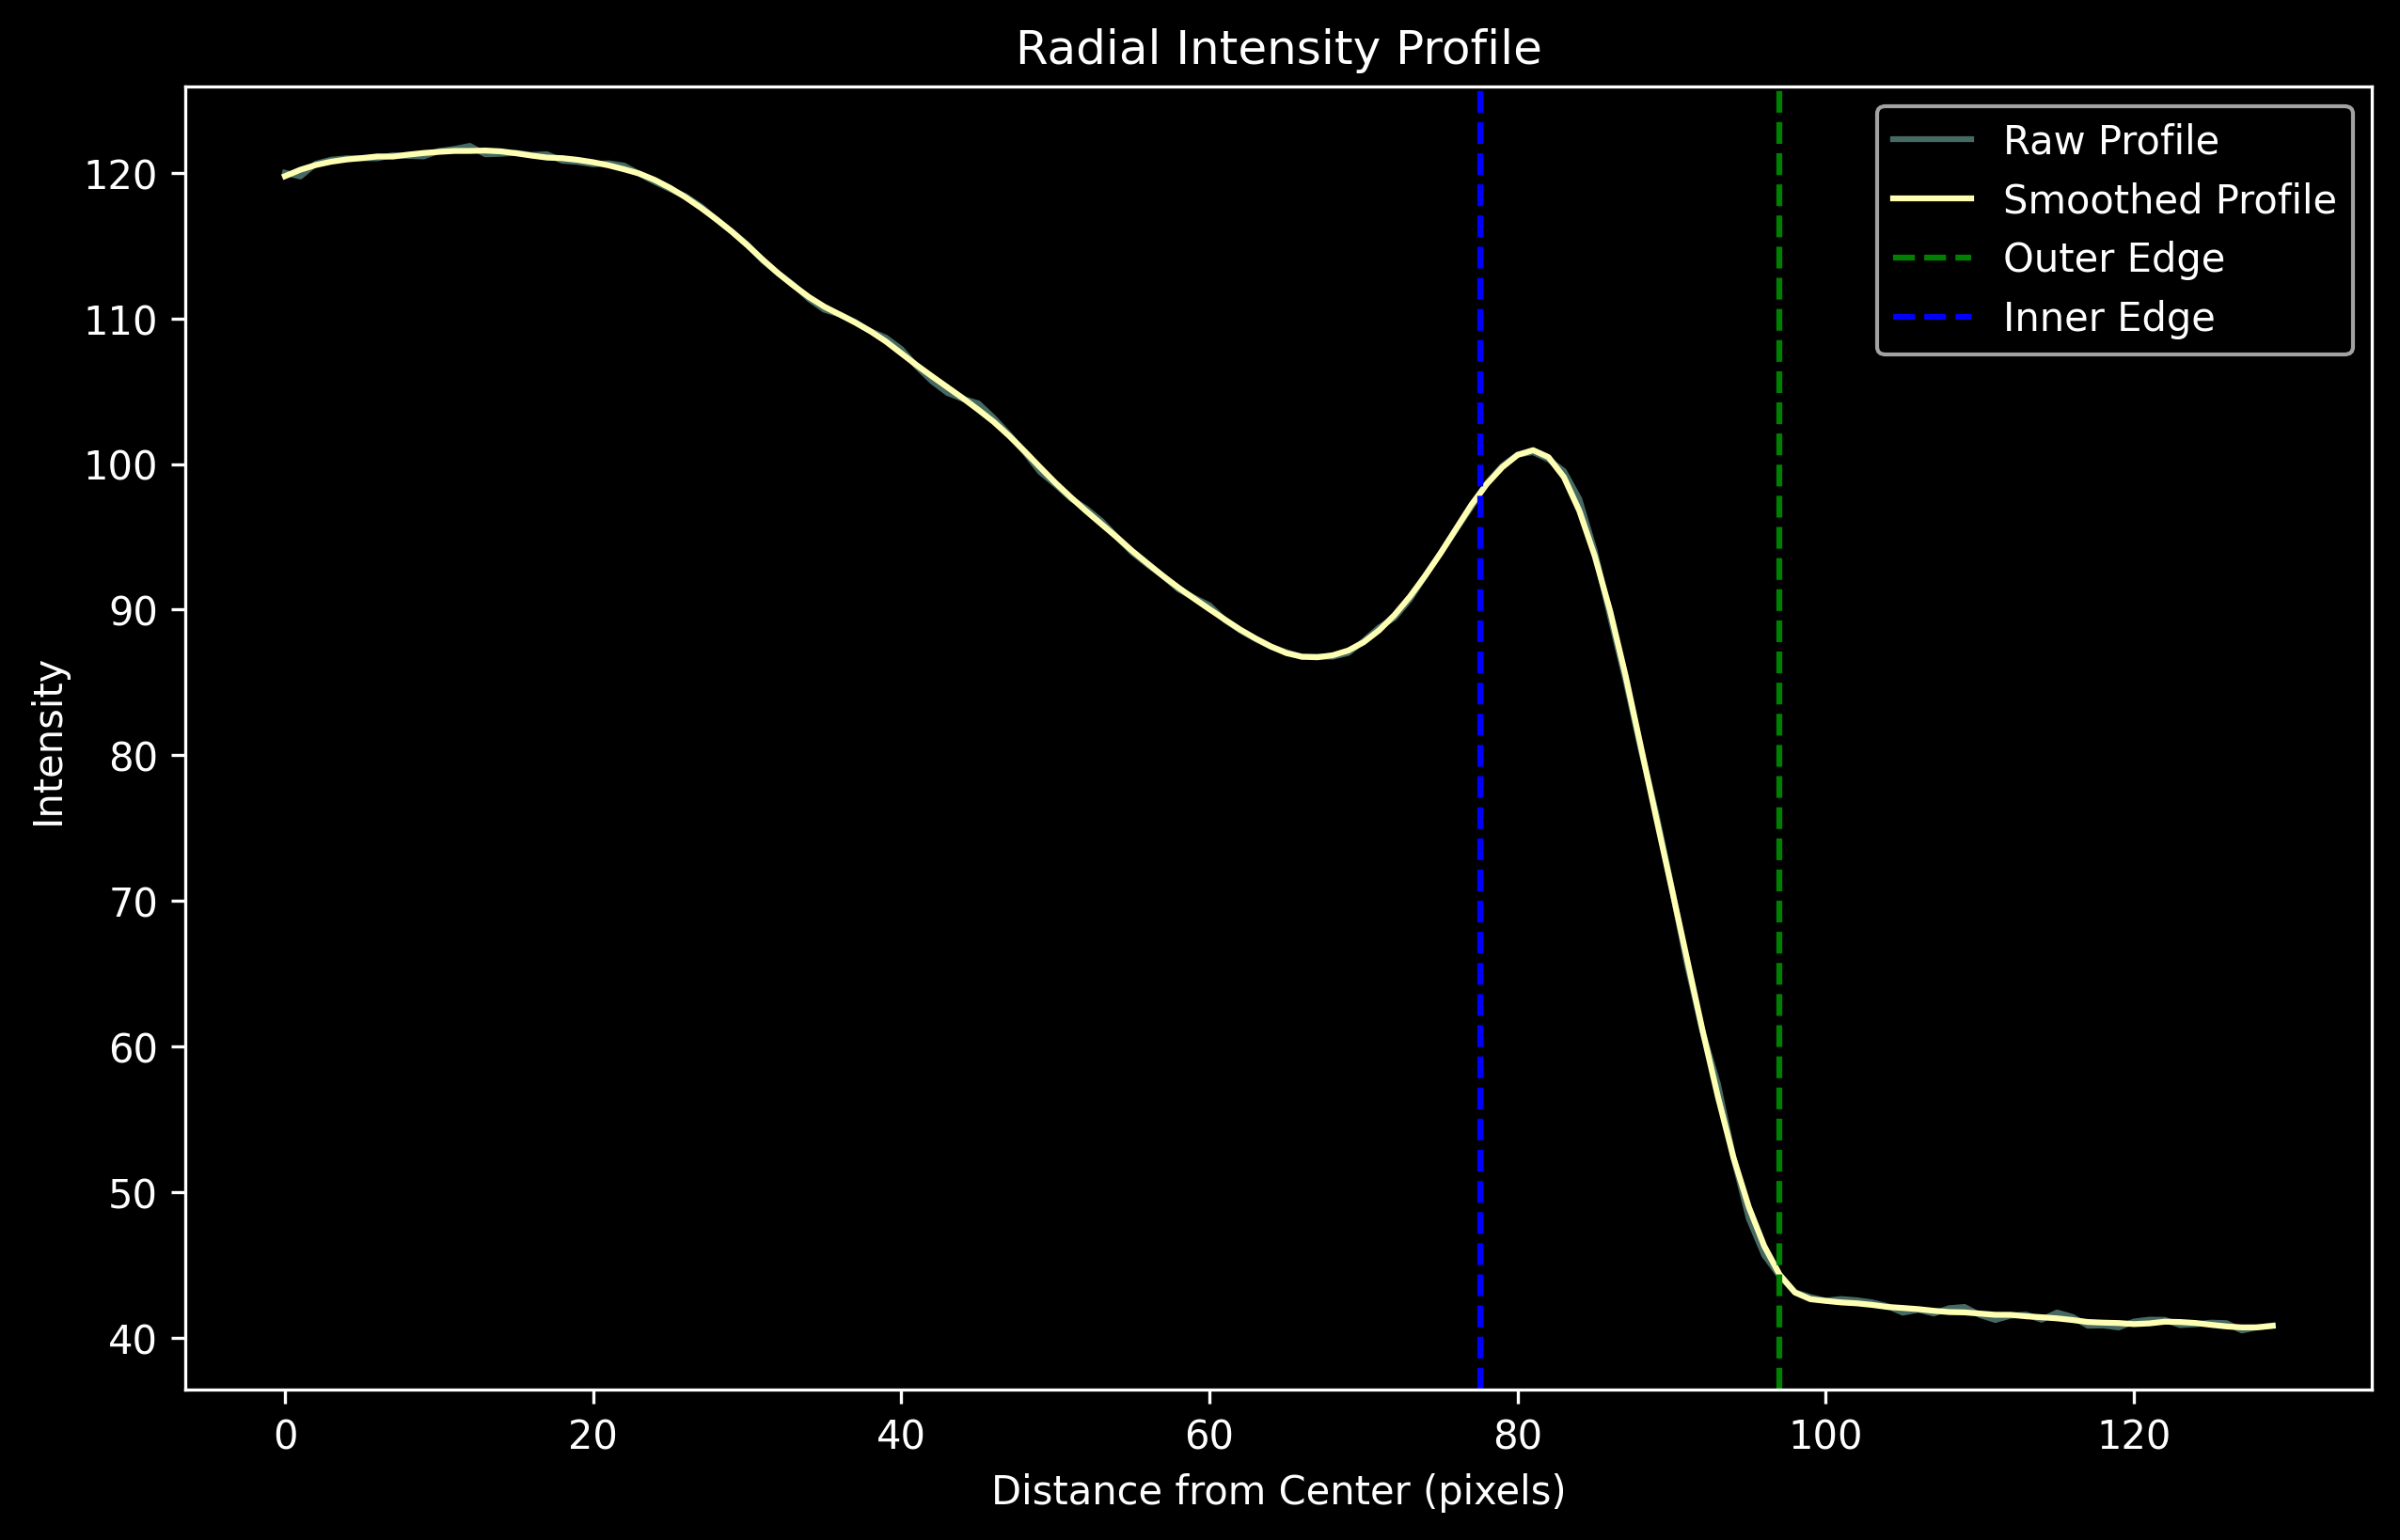 Radial Intensity Profile
Raw Profile
Smoothed Profile
Outer Edge
Inner Edge
Intensity
120
110
100
90
80
70
60
50
40
0 20 40 60 80 100 120
Distance from Center (pixels)